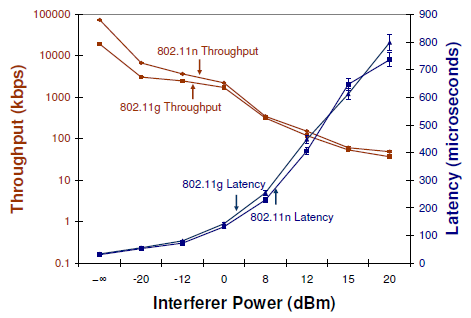 100000
10000
1000
100
10
1
0.1
Throughput (kbps)
900
800
700
600
500
400
300
200
100
0
Latency (microseconds)
802.11n Throughput
802.11g Throughput
802.11g Latency
802.11n Latency
-∞ -20 -12 0 8 12 15 20
Interferer Power (dBm)